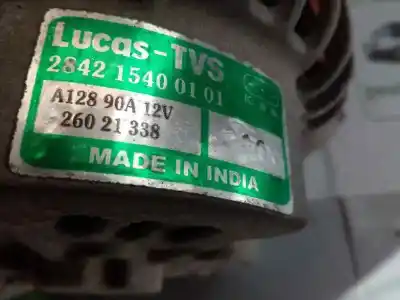 Lucas-TVS
2842 1540 01 01
A128 90A 12V
260 21 338
MADE IN INDIA